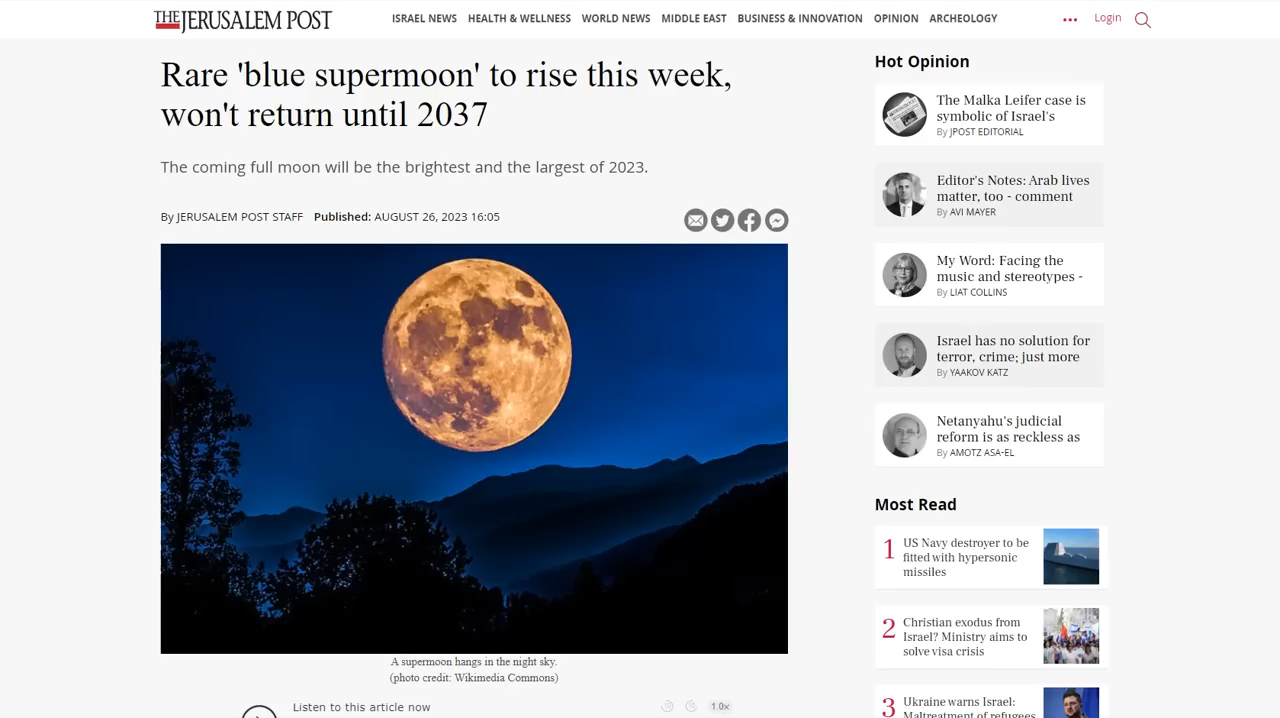 THE JERUSALEM POST
ISRAEL NEWS HEALTH & WELLNESS WORLD NEWS MIDDLE EAST BUSINESS & INNOVATION OPINION ARCHEOLOGY
Login
Rare 'blue supermoon' to rise this week,
won't return until 2037
The coming full moon will be the brightest and the largest of 2023.
By JERUSALEM POST STAFF Published: AUGUST 26, 2023 16:05
A supermoon hangs in the night sky.
(photo credit: Wikimedia Commons)
Listen to this article now
1.0x
Hot Opinion
The Malka Leifer case is
symbolic of Israel's
By JPOST EDITORIAL
Editor's Notes: Arab lives
matter, too - comment
By AVI MAYER
My Word: Facing the
music and stereotypes -
By LIAT COLLINS
Israel has no solution for
terror, crime; just more
By YAAKOV KATZ
Netanyahu's judicial
reform is as reckless as
By AMOTZ ASA-EL
Most Read
1
US Navy destroyer to be
fitted with hypersonic
missiles
2
Christian exodus from
Israel? Ministry aims to
solve visa crisis
3
Ukraine warns Israel:
Maltreatment of refugees